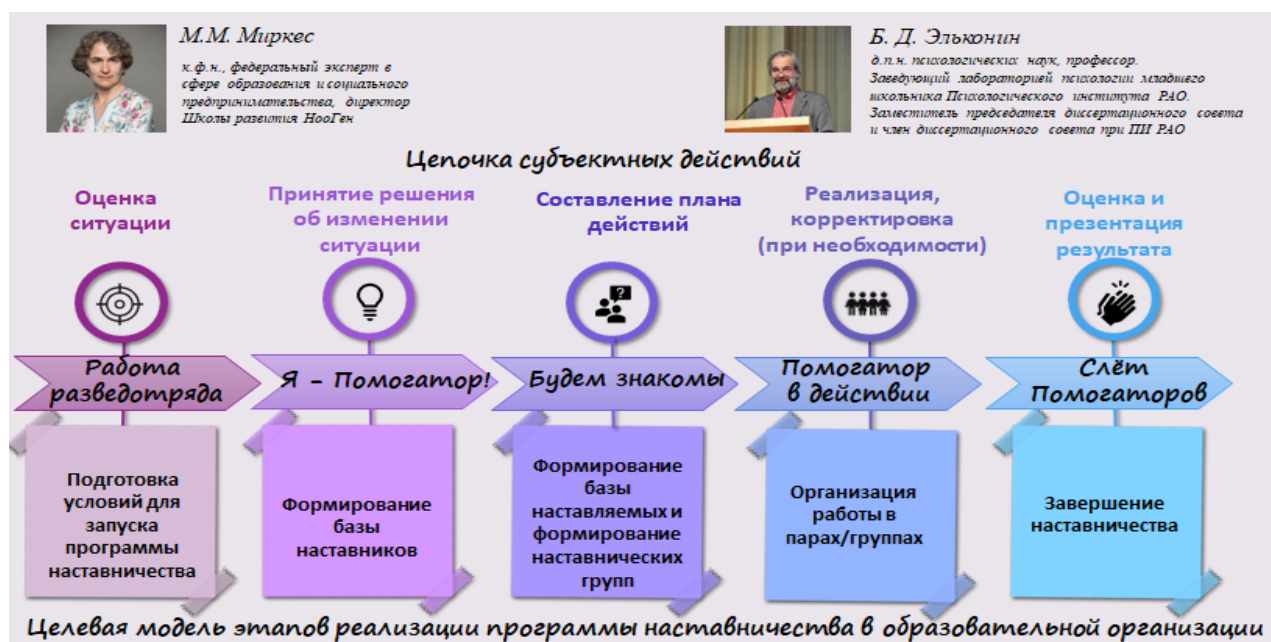 М.М. Миркес
к.ф.н., федеральный эксперт в
сфере образования и социального
предпринимательства, директор
Школы развития НооГен
Б. Д. Эльконин
д.п.н. психологических наук, профессор.
Заведующий лабораторией психологии младшего
школьника Психологического института РАО.
Заместитель председателя диссертационного совета
и член диссертационного совета при ПИ РАО
Цепочка субъектных действий
Оценка
ситуации
Принятие решения
об изменении
ситуации
Составление плана
действий
Реализация,
корректировка
(при необходимости)
Оценка и
презентация
результата
?
Работа
разведотряда
Я – Помогатор!
Будем знакомы
Помогатор
в действии
Слёт
Помогаторов
Подготовка
условий для
запуска
программы
наставничества
Формирование
базы
наставников
Формирование
базы
наставляемых и
формирование
наставнических
групп
Организация
работы в
парах/группах
Завершение
наставничества
Целевая модель этапов реализации программы наставничества в образовательной организации